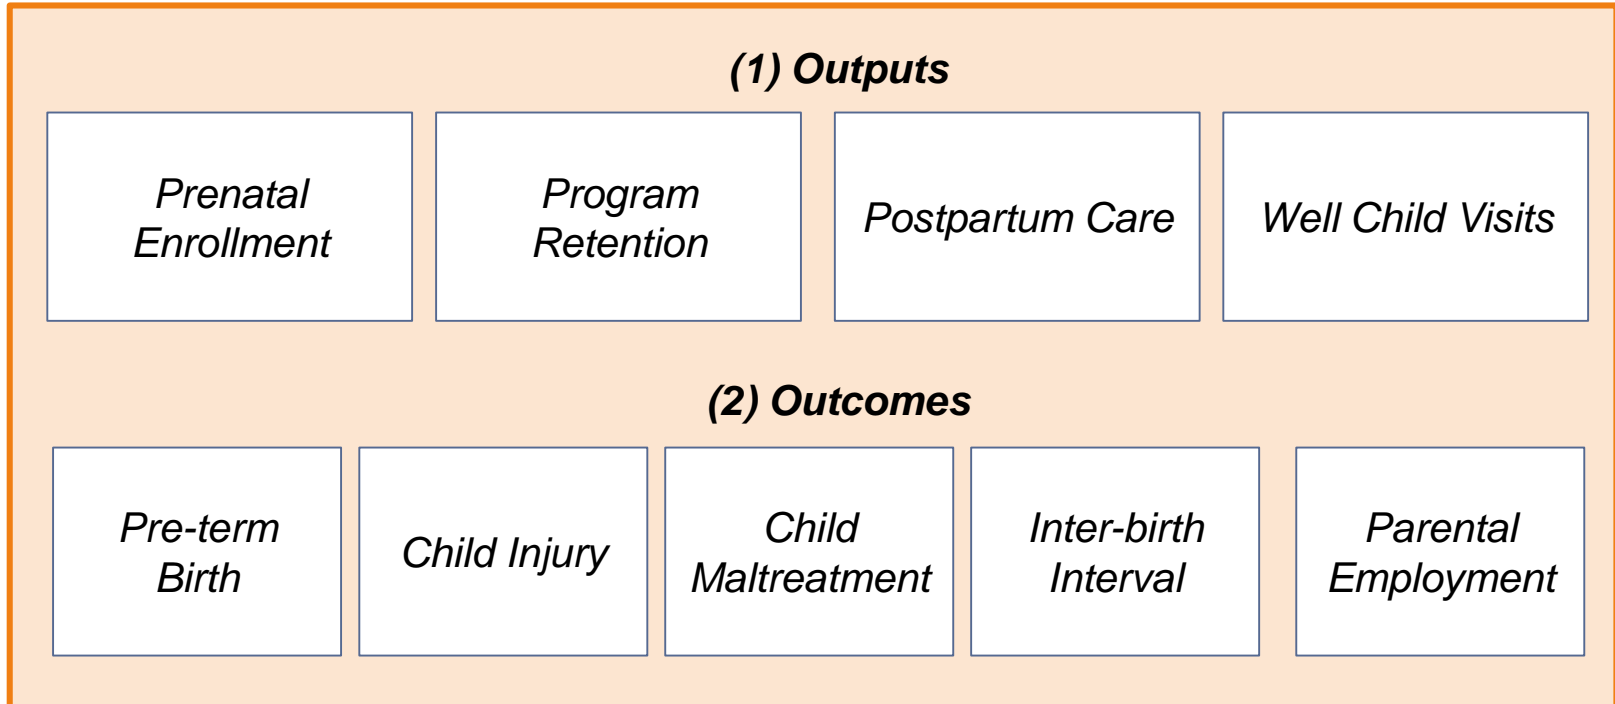 (1) Outputs
Prenatal
Enrollment
Program
Retention
Postpartum Care
Well Child Visits
(2) Outcomes
Pre-term
Birth
Child Injury
Child
Maltreatment
Inter-birth
Interval
Parental
Employment